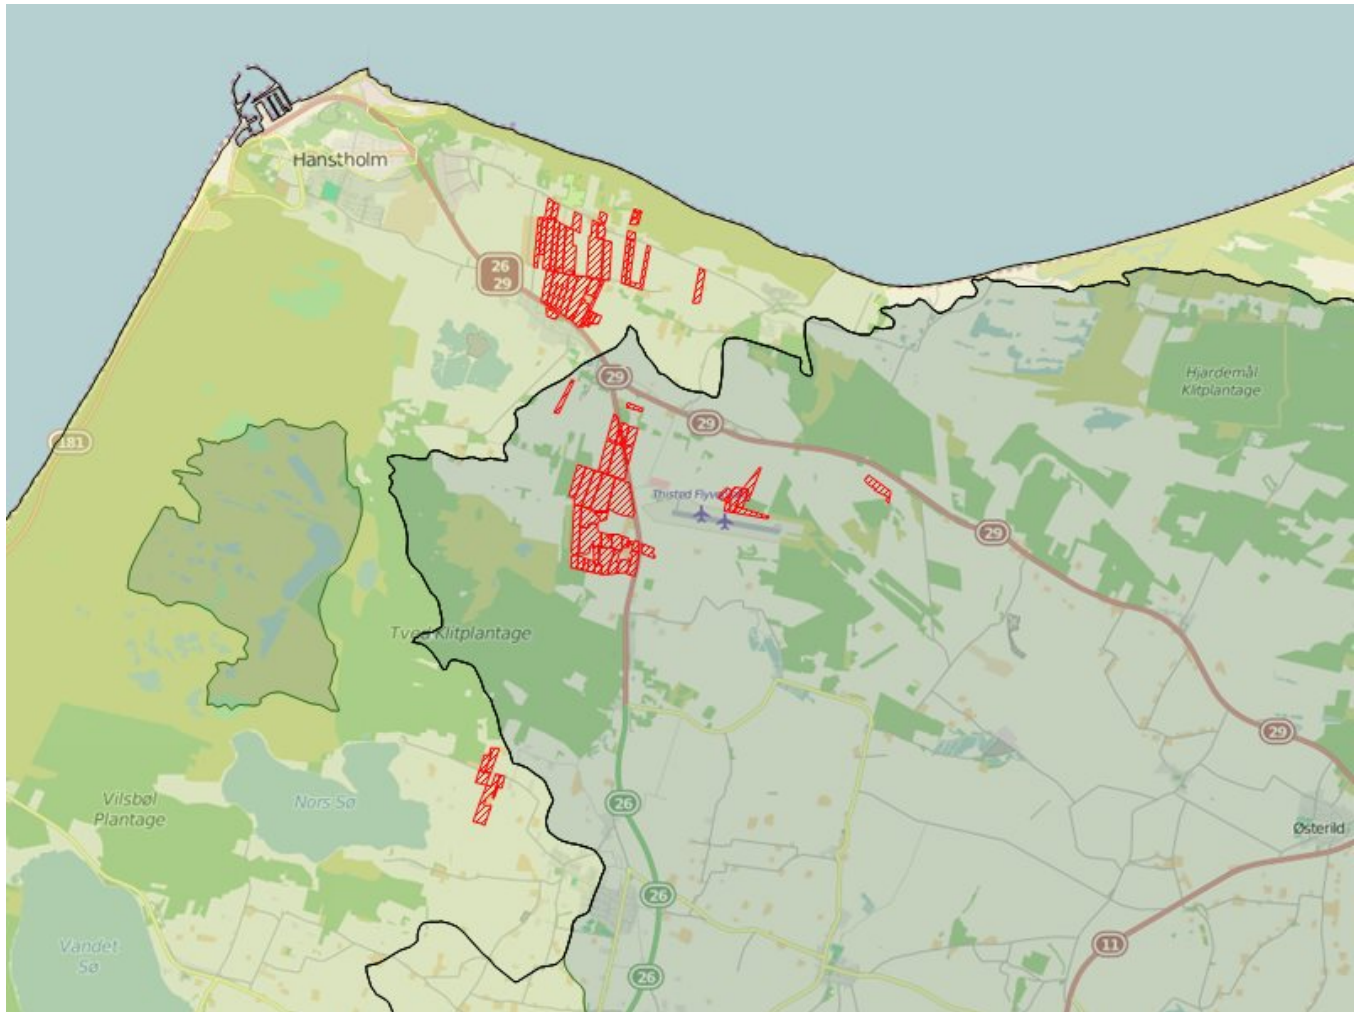 Hanstholm
26
29
Hjardemål
Klitplantage
29
29
181
Thisted Flyveplads
29
Tved Klitplantage
29
Vilsbøl
Plantage
Nors Sø
26
Østerild
26
Vandet
Sø
11
26